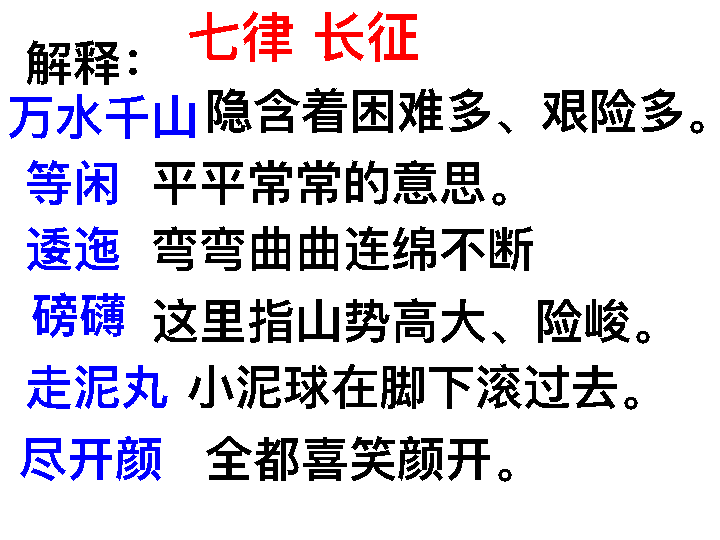 七律 长征
解释：
万水千山 隐含着困难多、艰险多。
等闲 平平常常的意思。
逶迤 弯弯曲曲连绵不断
磅礴 这里指山势高大、险峻。
走泥丸 小泥球在脚下滚过去。
尽开颜 全都喜笑颜开。